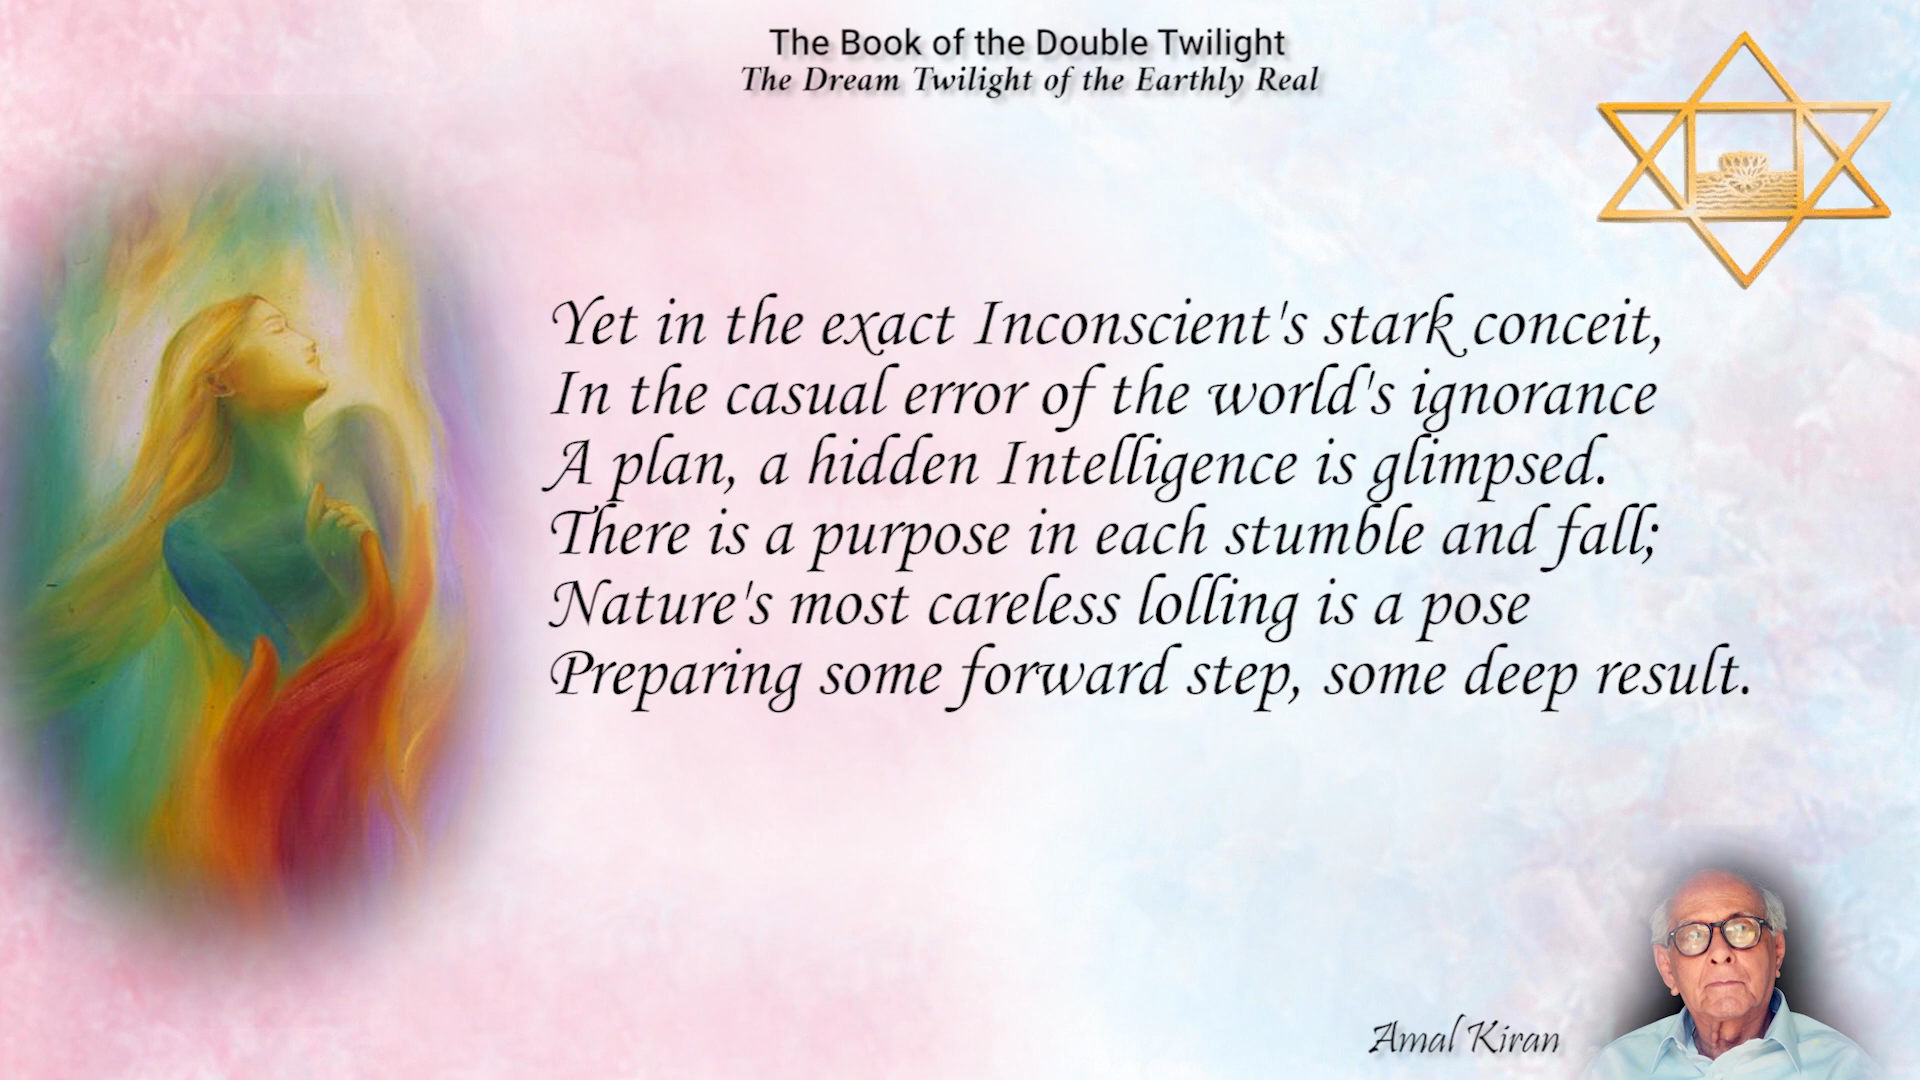 The Book of the Double Twilight
The Dream Twilight of the Earthly Real
Yet in the exact Inconscient's stark conceit,
In the casual error of the world's ignorance
A plan, a hidden Intelligence is glimpsed.
There is a purpose in each stumble and fall;
Nature's most careless lolling is a pose
Preparing some forward step, some deep result.
Amal Kiran